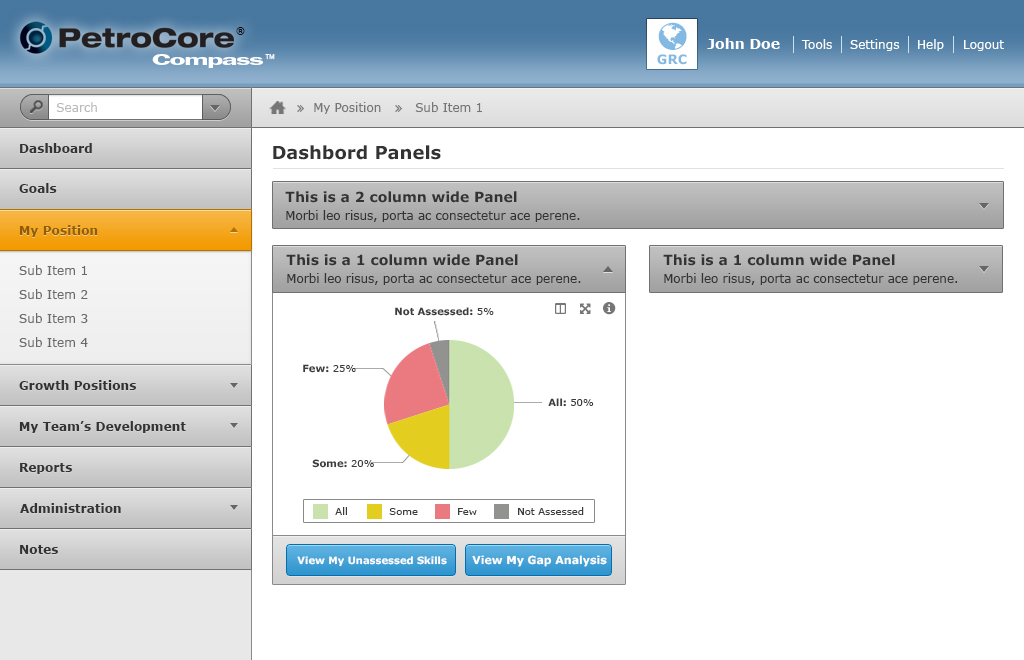 PetroCore®
Compass™
GRC
John Doe
Tools
Settings
Help
Logout
Search
» My Position » Sub Item 1
Dashboard
Goals
My Position
Sub Item 1
Sub Item 2
Sub Item 3
Sub Item 4
Growth Positions
My Team’s Development
Reports
Administration
Notes
Dashbord Panels
This is a 2 column wide Panel
Morbi leo risus, porta ac consectetur ace perene.
This is a 1 column wide Panel
Morbi leo risus, porta ac consectetur ace perene.
Not Assessed: 5%
Few: 25%
All: 50%
Some: 20%
All Some Few Not Assessed
View My Unassessed Skills
View My Gap Analysis
This is a 1 column wide Panel
Morbi leo risus, porta ac consectetur ace perene.